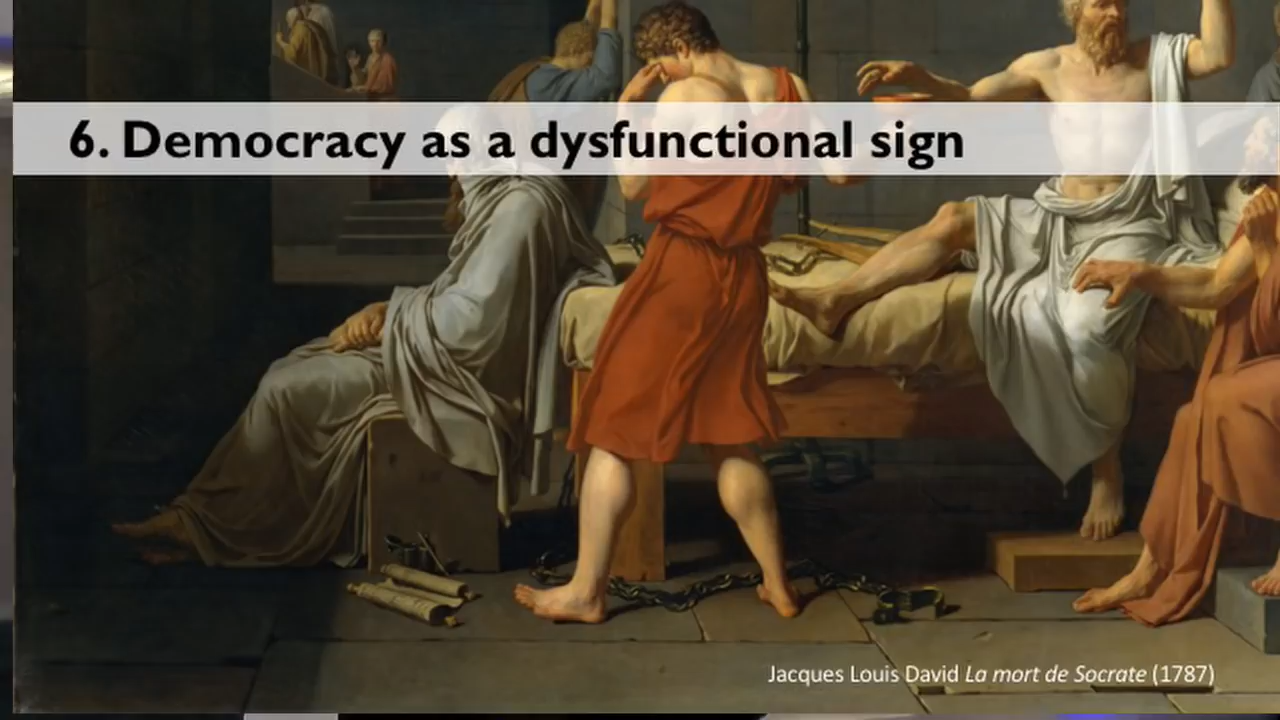 6. Democracy as a dysfunctional sign
Jacques Louis David La mort de Socrate (1787)